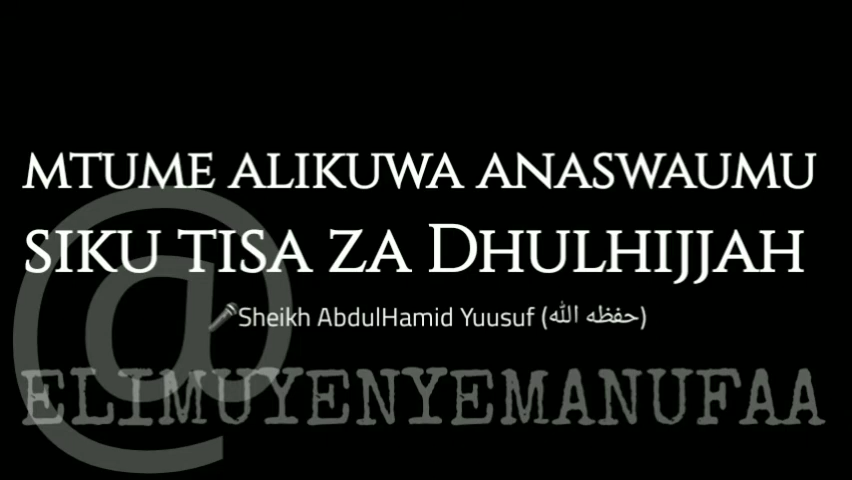 MTUME ALIKUWA ANASWAUMU
SIKU TISA ZA DHULHIJJAH
🎤Sheikh AbdulHamid Yuusuf (حفظه الله)
@ELIMUYENYEMANUFAA